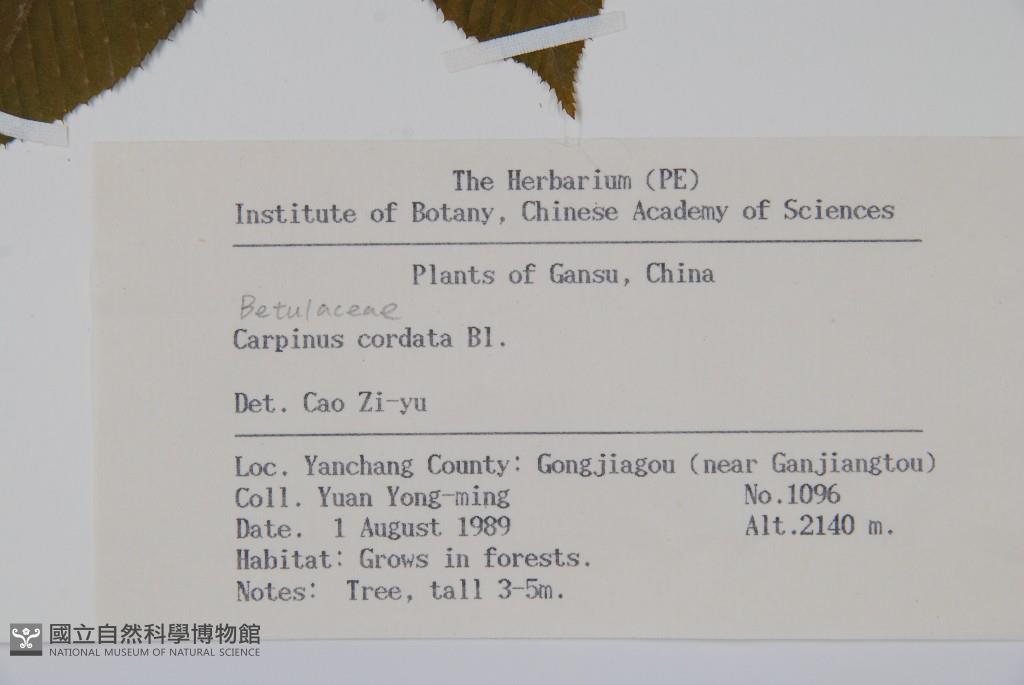 The Herbarium (PE)
Institute of Botany, Chinese Academy of Sciences
Plants of Gansu, China
Betulaceae
Carpinus cordata Bl.
Det. Cao Zi-yu
Loc. Yanchang County: Gongjiagou (near Ganjiangtou)
Coll. Yuan Yong-ming No.1096
Date. 1 August 1989 Alt.2140 m.
Habitat: Grows in forests.
Notes: Tree, tall 3-5m.
國立自然科學博物館
NATIONAL MUSEUM OF NATURAL SCIENCE